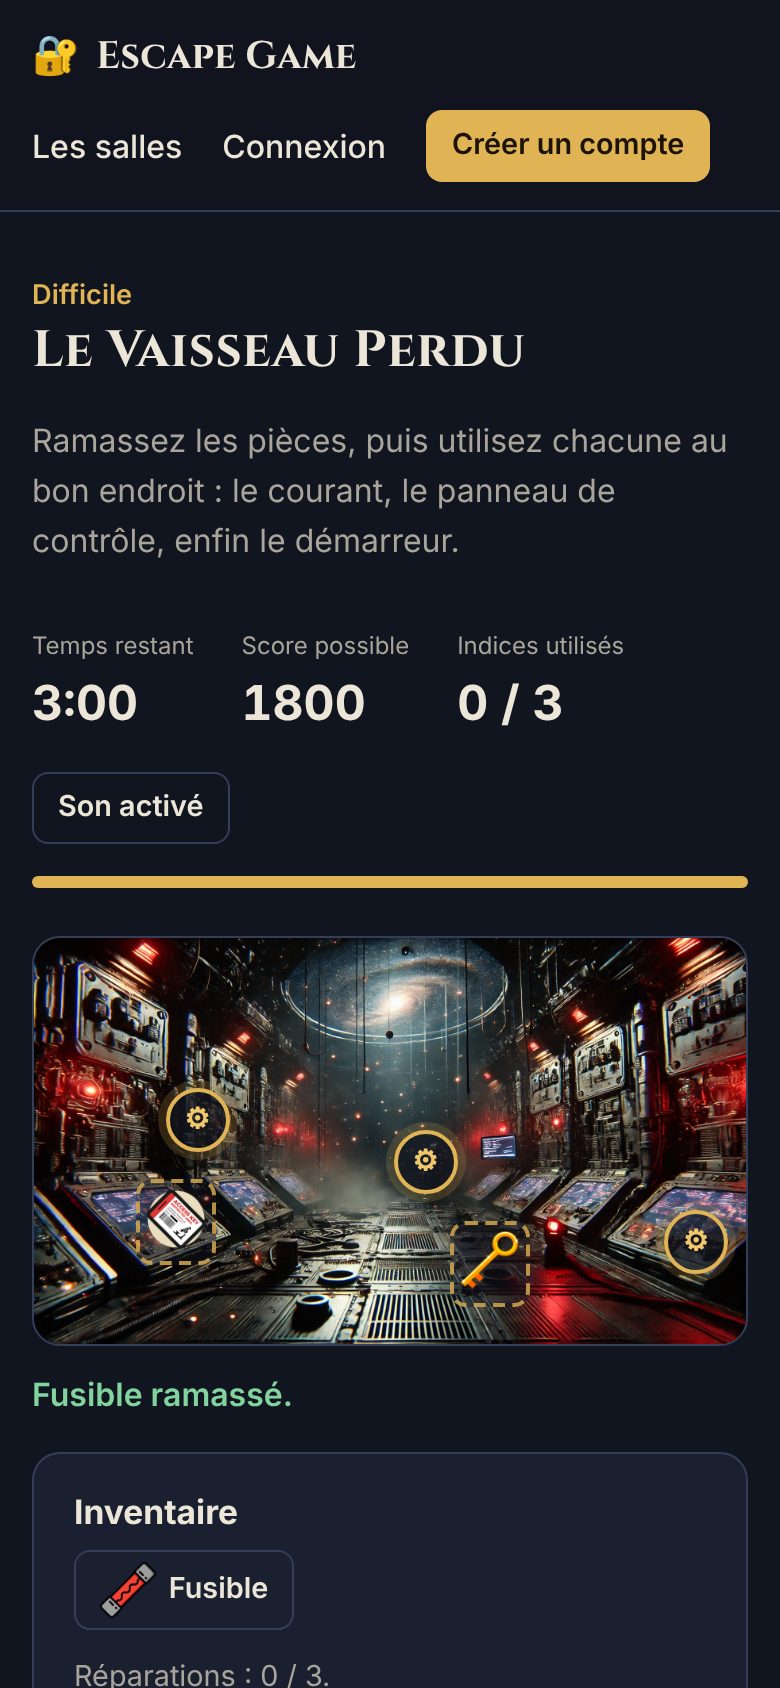 Escape Game
Les salles Connexion Créer un compte
Difficile
Le Vaisseau Perdu
Ramassez les pièces, puis utilisez chacune au
bon endroit : le courant, le panneau de
contrôle, enfin le démarreur.
Temps restant Score possible Indices utilisés
3:00 1800 0 / 3
Son activé
Fusible ramassé.
Inventaire
Fusible
Réparations : 0 / 3.